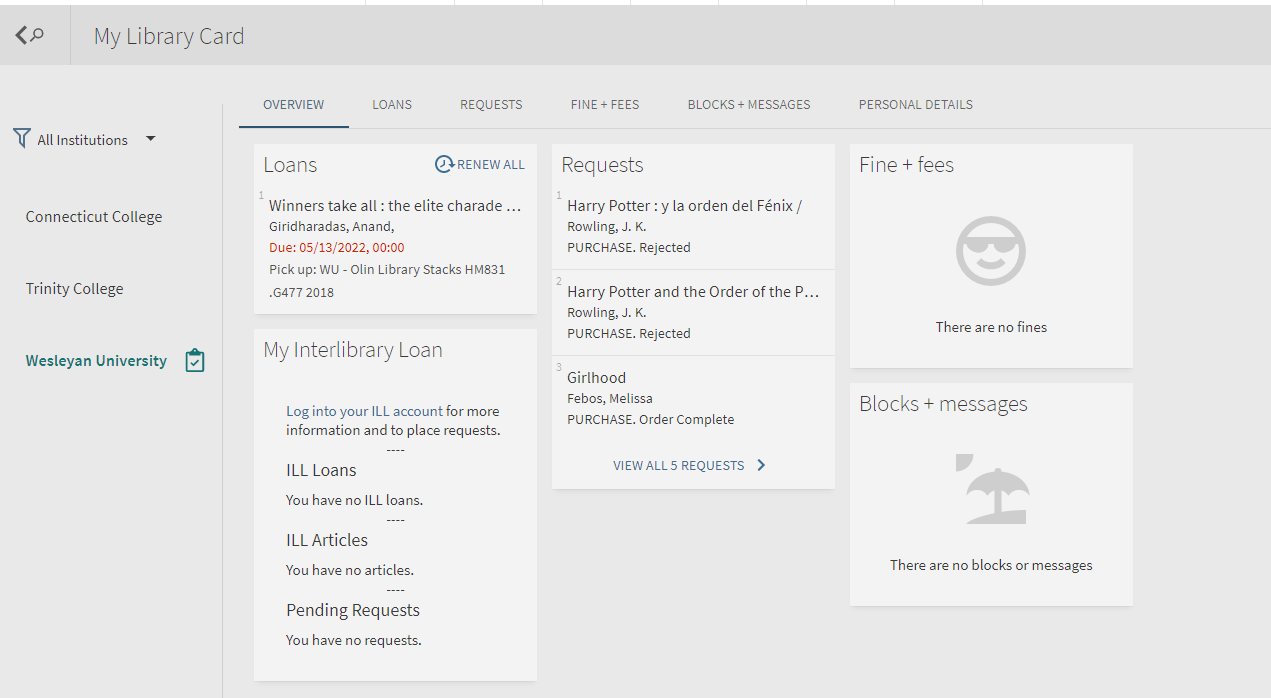 My Library Card
All Institutions
Connecticut College
Trinity College
Wesleyan University
OVERVIEW
LOANS
REQUESTS
FINE + FEES
BLOCKS + MESSAGES
PERSONAL DETAILS
Loans
RENEW ALL
1
Winners take all : the elite charade ...
Giridharadas, Anand,
Due: 05/13/2022, 00:00
Pick up: WU - Olin Library Stacks HM831
.G477 2018
My Interlibrary Loan
Log into your ILL account for more
information and to place requests.
----
ILL Loans
You have no ILL loans.
----
ILL Articles
You have no articles.
----
Pending Requests
You have no requests.
Requests
1
Harry Potter : y la orden del Fénix /
Rowling, J. K.
PURCHASE. Rejected
2
Harry Potter and the Order of the P...
Rowling, J. K.
PURCHASE. Rejected
3
Girlhood
Febos, Melissa
PURCHASE. Order Complete
VIEW ALL 5 REQUESTS
Fine + fees
There are no fines
Blocks + messages
There are no blocks or messages